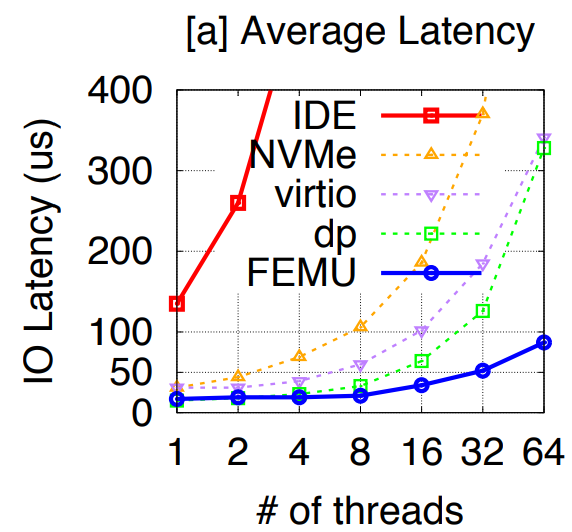 [a] Average Latency
IO Latency (us)
400
300
200
100
50
0
IDE
NVMe
virtio
dp
FEMU
1 2 4 8 16 32 64
# of threads